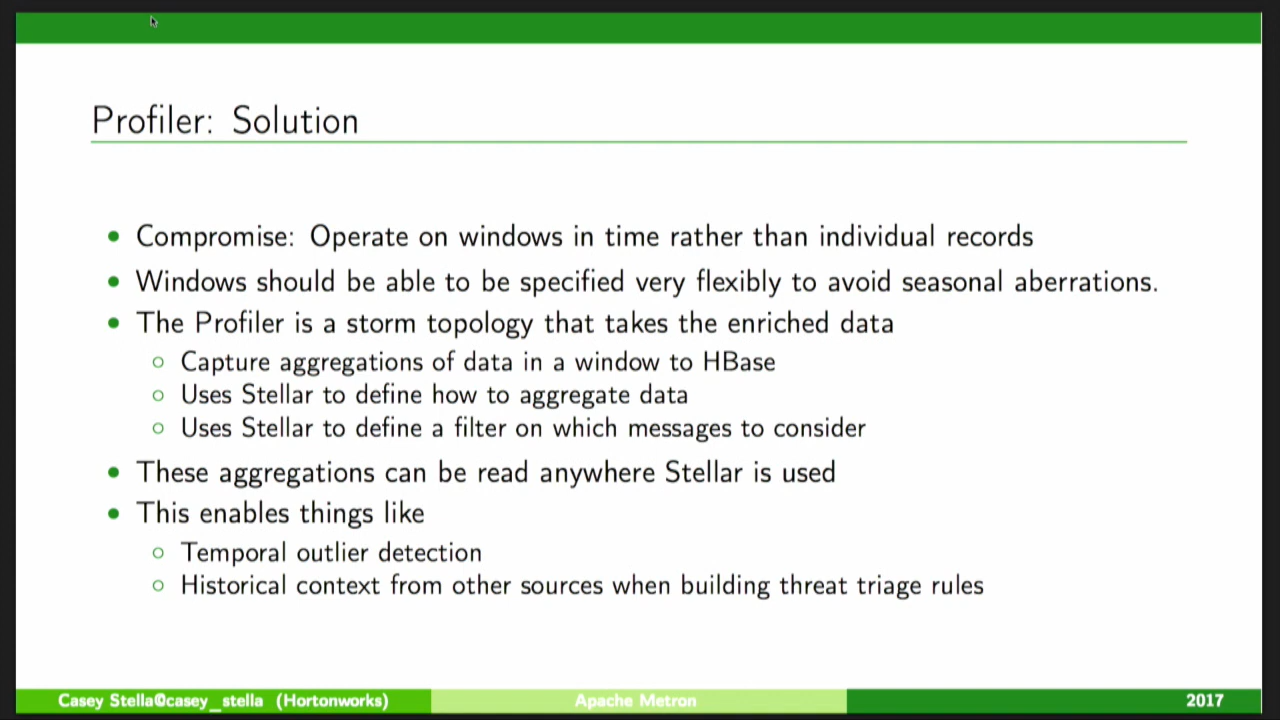 Profiler: Solution
Compromise: Operate on windows in time rather than individual records
Windows should be able to be specified very flexibly to avoid seasonal aberrations.
The Profiler is a storm topology that takes the enriched data
Capture aggregations of data in a window to HBase
Uses Stellar to define how to aggregate data
Uses Stellar to define a filter on which messages to consider
These aggregations can be read anywhere Stellar is used
This enables things like
Temporal outlier detection
Historical context from other sources when building threat triage rules
Casey Stella@casey_stella (Hortonworks) Apache Metron 2017